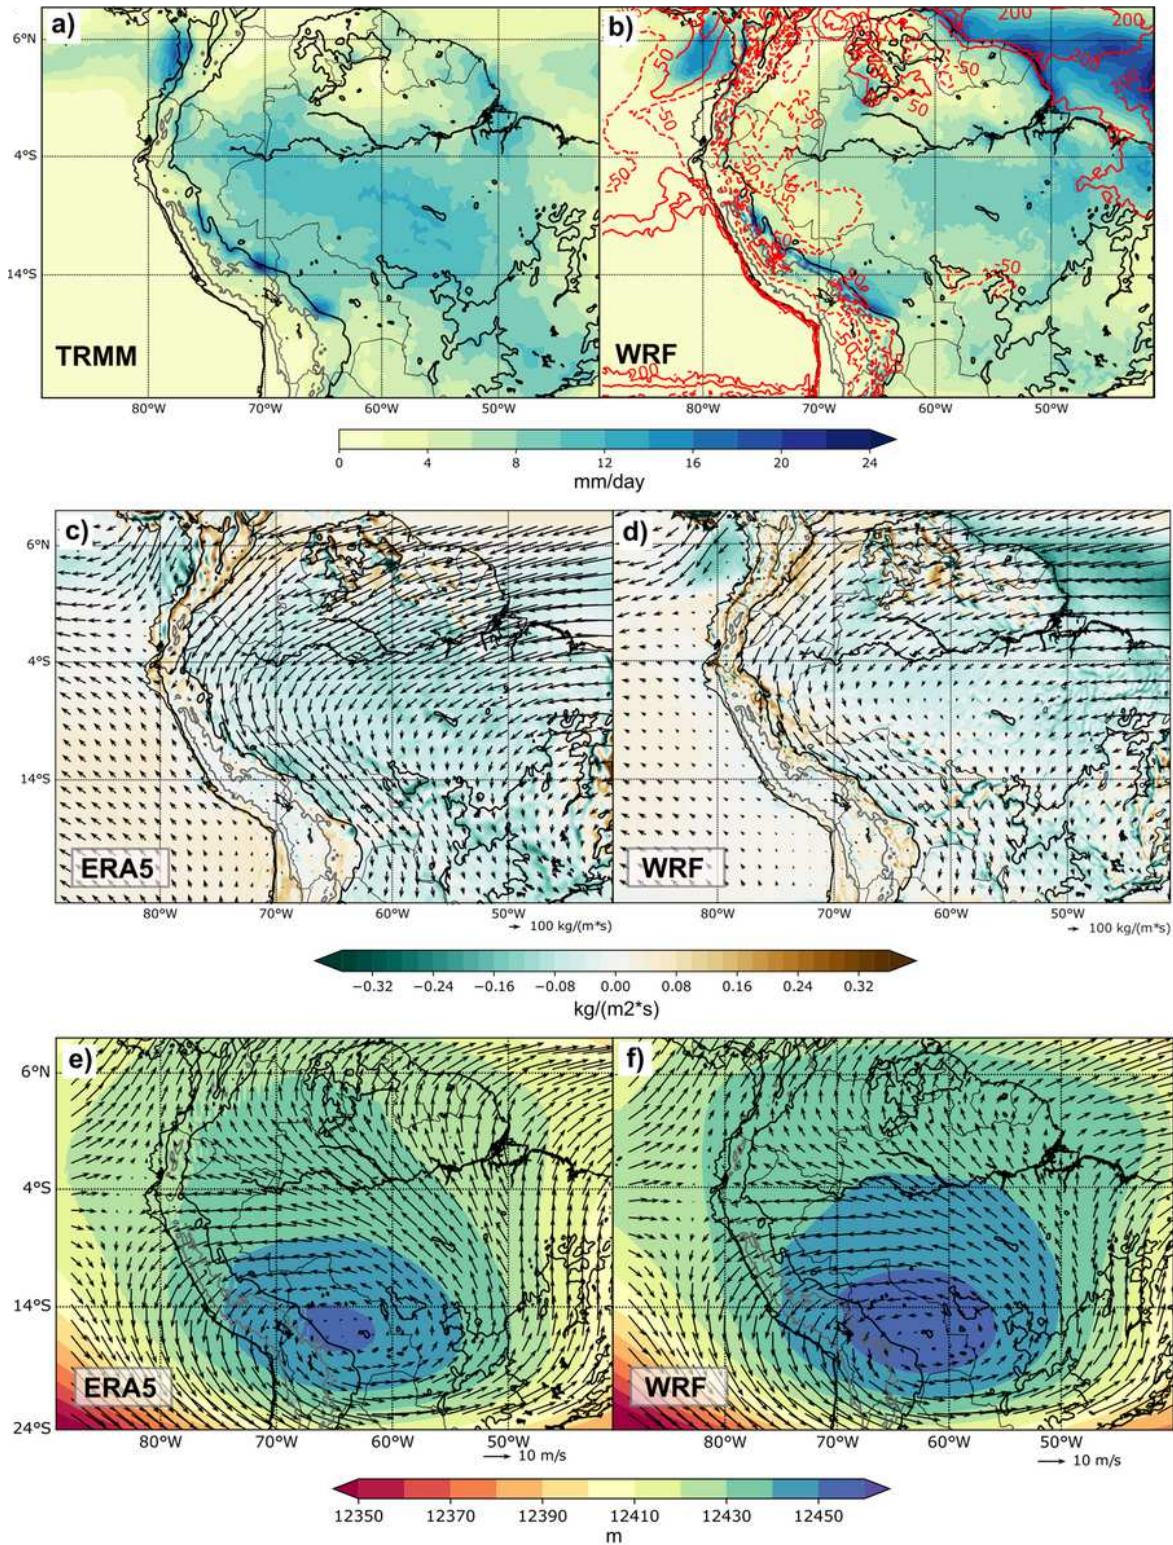 a)
b)
200
200
200
50
-50
-50
50
-50
-50
-50
-50
200
6°N
4°S
14°S
TRMM
WRF
80°W 70°W 60°W 50°W 80°W 70°W 60°W 50°W
0 4 8 12 16 20 24
mm/day
c)
d)
6°N
4°S
14°S
ERA5
WRF
80°W 70°W 60°W 50°W 80°W 70°W 60°W 50°W
100 kg/(m*s) 100 kg/(m*s)
−0.32 −0.24 −0.16 −0.08 0.00 0.08 0.16 0.24 0.32
kg/(m2*s)
e)
f)
6°N
4°S
14°S
ERA5
WRF
24°S
80°W 70°W 60°W 50°W 80°W 70°W 60°W 50°W
10 m/s 10 m/s
12350 12370 12390 12410 12430 12450
m